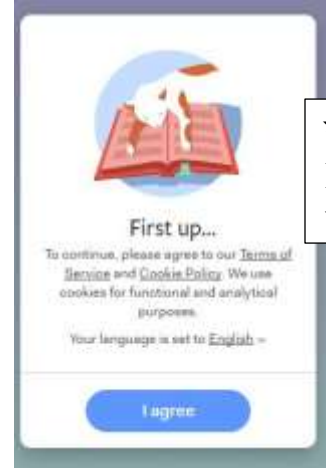 First up...
To continue, please agree to our Terms of
Service and Cookie Policy. We use
cookies for functional and analytical
purposes.
Your language is set to English
I agree